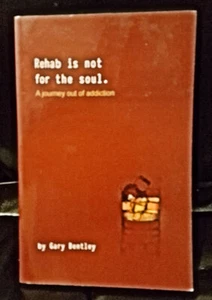 Rehab is not
for the soul.
A journey out of addiction
by Gary Bentley